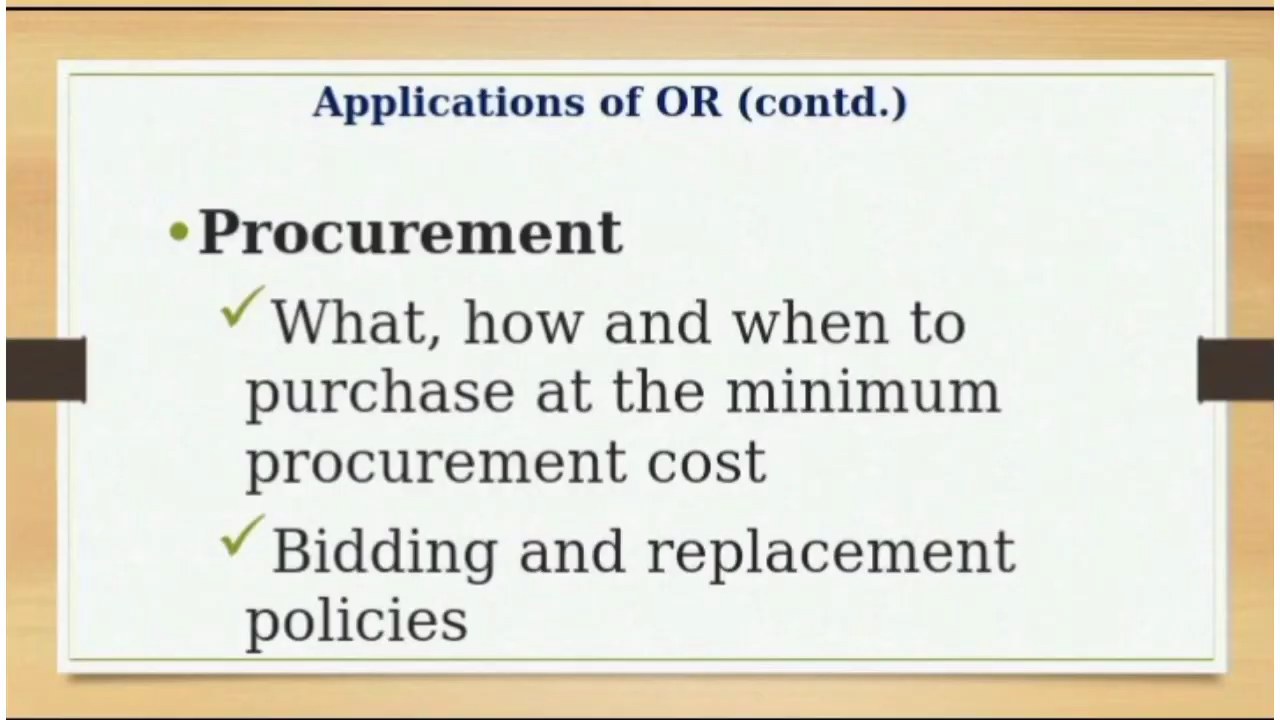 Applications of OR (contd.)
•Procurement
✓What, how and when to
purchase at the minimum
procurement cost
✓Bidding and replacement
policies